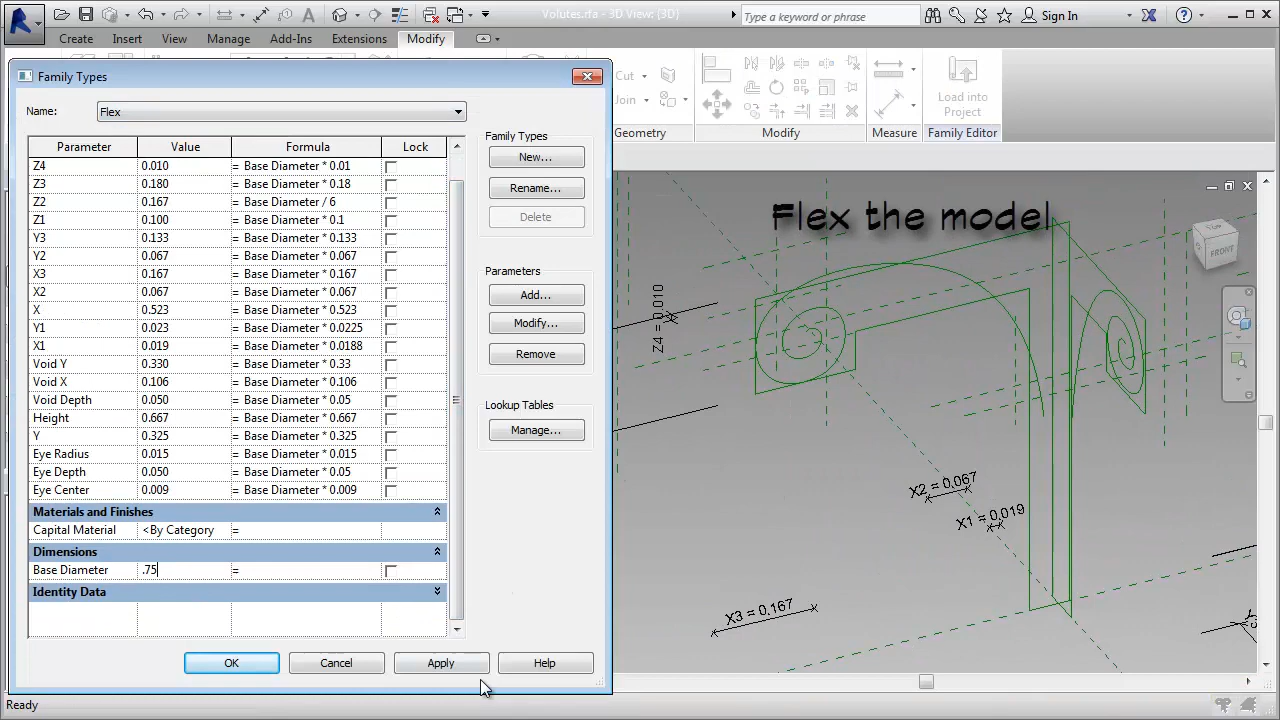 Volutes.rfa - 3D View: {3D}
Type a keyword or phrase
Sign In
Create Insert View Manage Add-Ins Extensions Modify
Family Types
Name: Flex
Parameter Value Formula Lock
Z4 0.010 = Base Diameter * 0.01
Z3 0.180 = Base Diameter * 0.18
Z2 0.167 = Base Diameter / 6
Z1 0.100 = Base Diameter * 0.1
Y3 0.133 = Base Diameter * 0.133
Y2 0.067 = Base Diameter * 0.067
X3 0.167 = Base Diameter * 0.167
X2 0.067 = Base Diameter * 0.067
X 0.523 = Base Diameter * 0.523
Y1 0.023 = Base Diameter * 0.0225
X1 0.019 = Base Diameter * 0.0188
Void Y 0.330 = Base Diameter * 0.33
Void X 0.106 = Base Diameter * 0.106
Void Depth 0.050 = Base Diameter * 0.05
Height 0.667 = Base Diameter * 0.667
Y 0.325 = Base Diameter * 0.325
Eye Radius 0.015 = Base Diameter * 0.015
Eye Depth 0.050 = Base Diameter * 0.05
Eye Center 0.009 = Base Diameter * 0.009
Materials and Finishes
Capital Material <By Category =
Dimensions
Base Diameter .75 =
Identity Data
Family Types
New...
Rename...
Delete
Parameters
Add...
Modify...
Remove
Lookup Tables
Manage...
OK Cancel Apply Help
Cut
Join
Geometry
Modify
Measure
Load into
Project
Family Editor
Flex the model
TOP
FRONT
Z4 = 0.010
X2 = 0.067
X1 = 0.019
X3 = 0.167
Ready